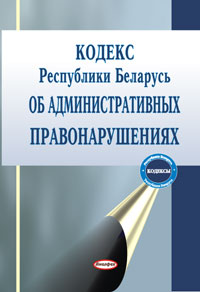 КОДЕКС
Республики Беларусь
ОБ АДМИНИСТРАТИВНЫХ
ПРАВОНАРУШЕНИЯХ
КОДЕКСЫ